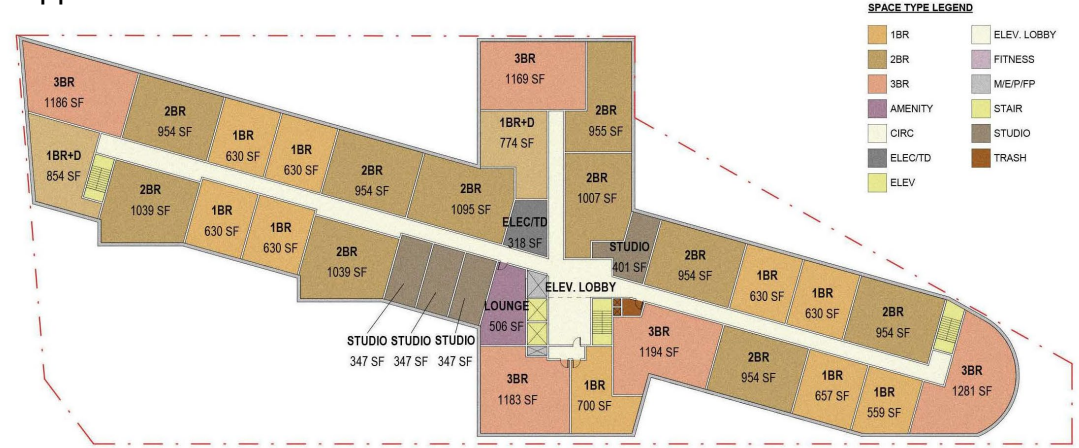 SPACE TYPE LEGEND
1BR
2BR
3BR
AMENITY
CIRC
ELEC/TD
ELEV
ELEV. LOBBY
FITNESS
M/E/P/FP
STAIR
STUDIO
TRASH
3BR
1186 SF
2BR
954 SF
1BR
630 SF
1BR
630 SF
2BR
954 SF
2BR
1095 SF
1BR+D
854 SF
2BR
1039 SF
1BR
630 SF
1BR
630 SF
2BR
1039 SF
STUDIO
347 SF
STUDIO
347 SF
STUDIO
347 SF
3BR
1169 SF
2BR
955 SF
1BR+D
774 SF
2BR
1007 SF
ELEC/TD
318 SF
STUDIO
401 SF
ELEV. LOBBY
LOUNGE
506 SF
3BR
1183 SF
1BR
700 SF
2BR
954 SF
1BR
630 SF
1BR
630 SF
2BR
954 SF
3BR
1194 SF
2BR
954 SF
1BR
657 SF
1BR
559 SF
3BR
1281 SF